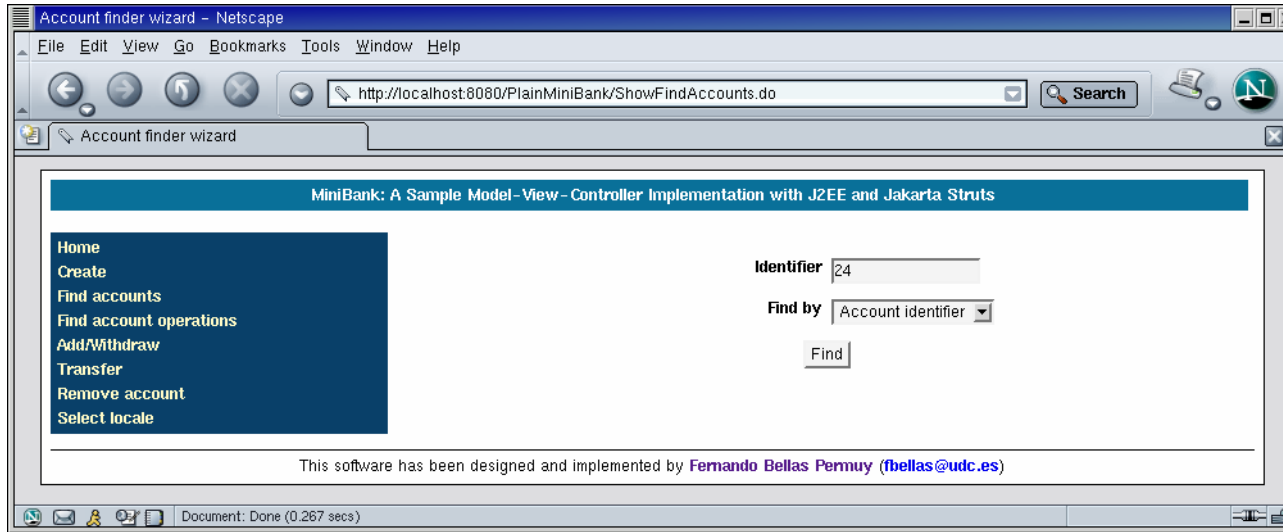 Account finder wizard – Netscape
File Edit View Go Bookmarks Tools Window Help
http://localhost:8080/PlainMiniBank/ShowFindAccounts.do
Search
N
Account finder wizard
MiniBank: A Sample Model-View-Controller Implementation with J2EE and Jakarta Struts
Home
Create
Find accounts
Find account operations
Add/Withdraw
Transfer
Remove account
Select locale
Identifier 24
Find by Account identifier
Find
This software has been designed and implemented by Fernando Bellas Permuy (fbellas@udc.es)
Document: Done (0.267 secs)